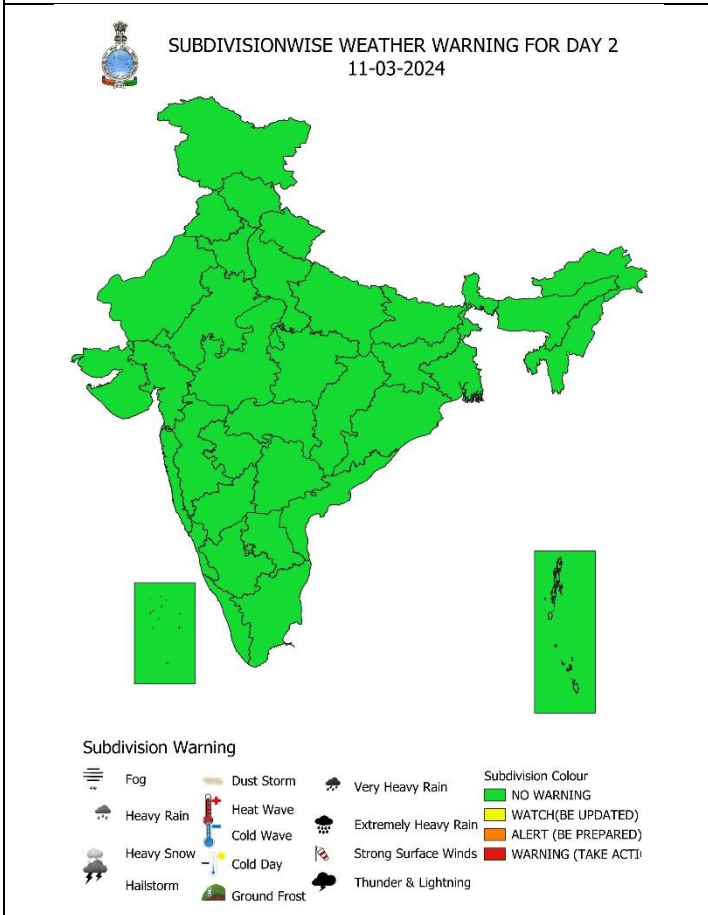 SUBDIVISIONWISE WEATHER WARNING FOR DAY 2
11-03-2024
Subdivision Warning
Fog
Heavy Rain
Heavy Snow
Hailstorm
Dust Storm
Heat Wave
Cold Wave
Cold Day
Ground Frost
Very Heavy Rain
Extremely Heavy Rain
Strong Surface Winds
Thunder & Lightning
Subdivision Colour
NO WARNING
WATCH(BE UPDATED)
ALERT (BE PREPARED)
WARNING (TAKE ACTI